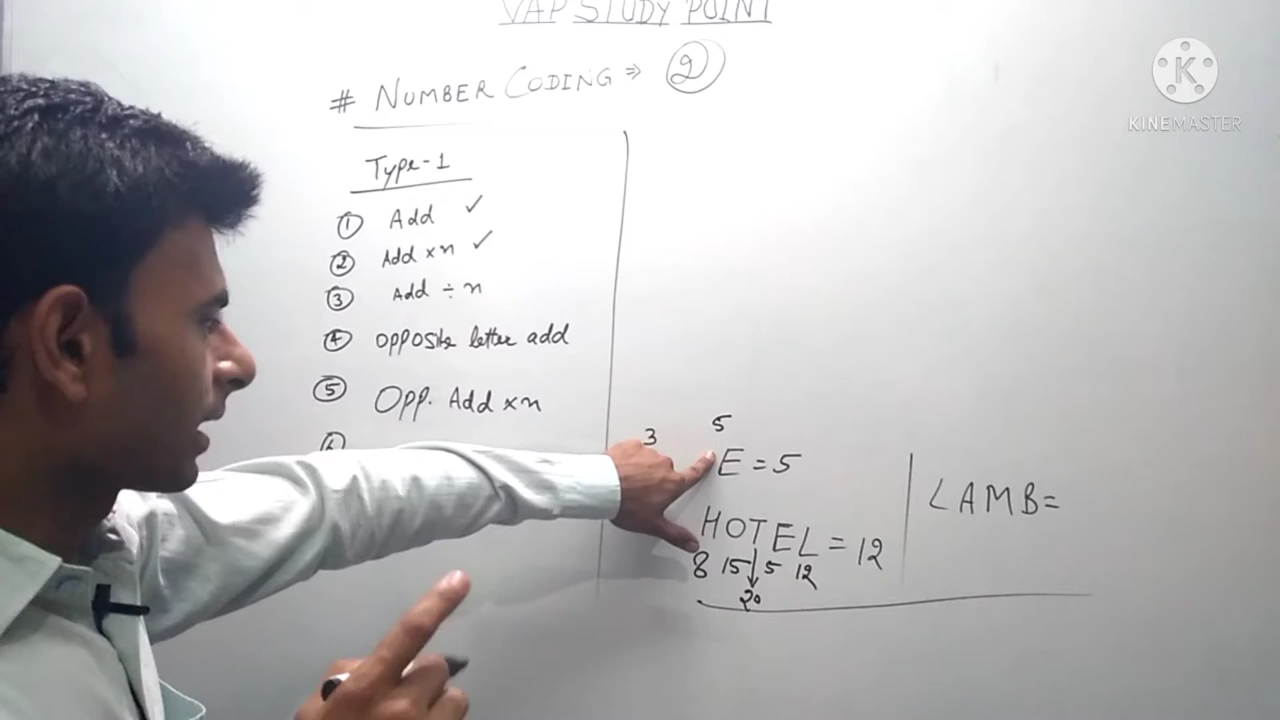 VAP STUDY POINT
# NUMBER CODING ⇒ (2)
Type-1
① Add ✓
② Add ×n ✓
③ Add ÷ n
④ opposite letter add
⑤ Opp. Add ×n
3 5
E = 5
HOTEL = 12
8 15 5 12
20
LAMB=
KINEMASTER